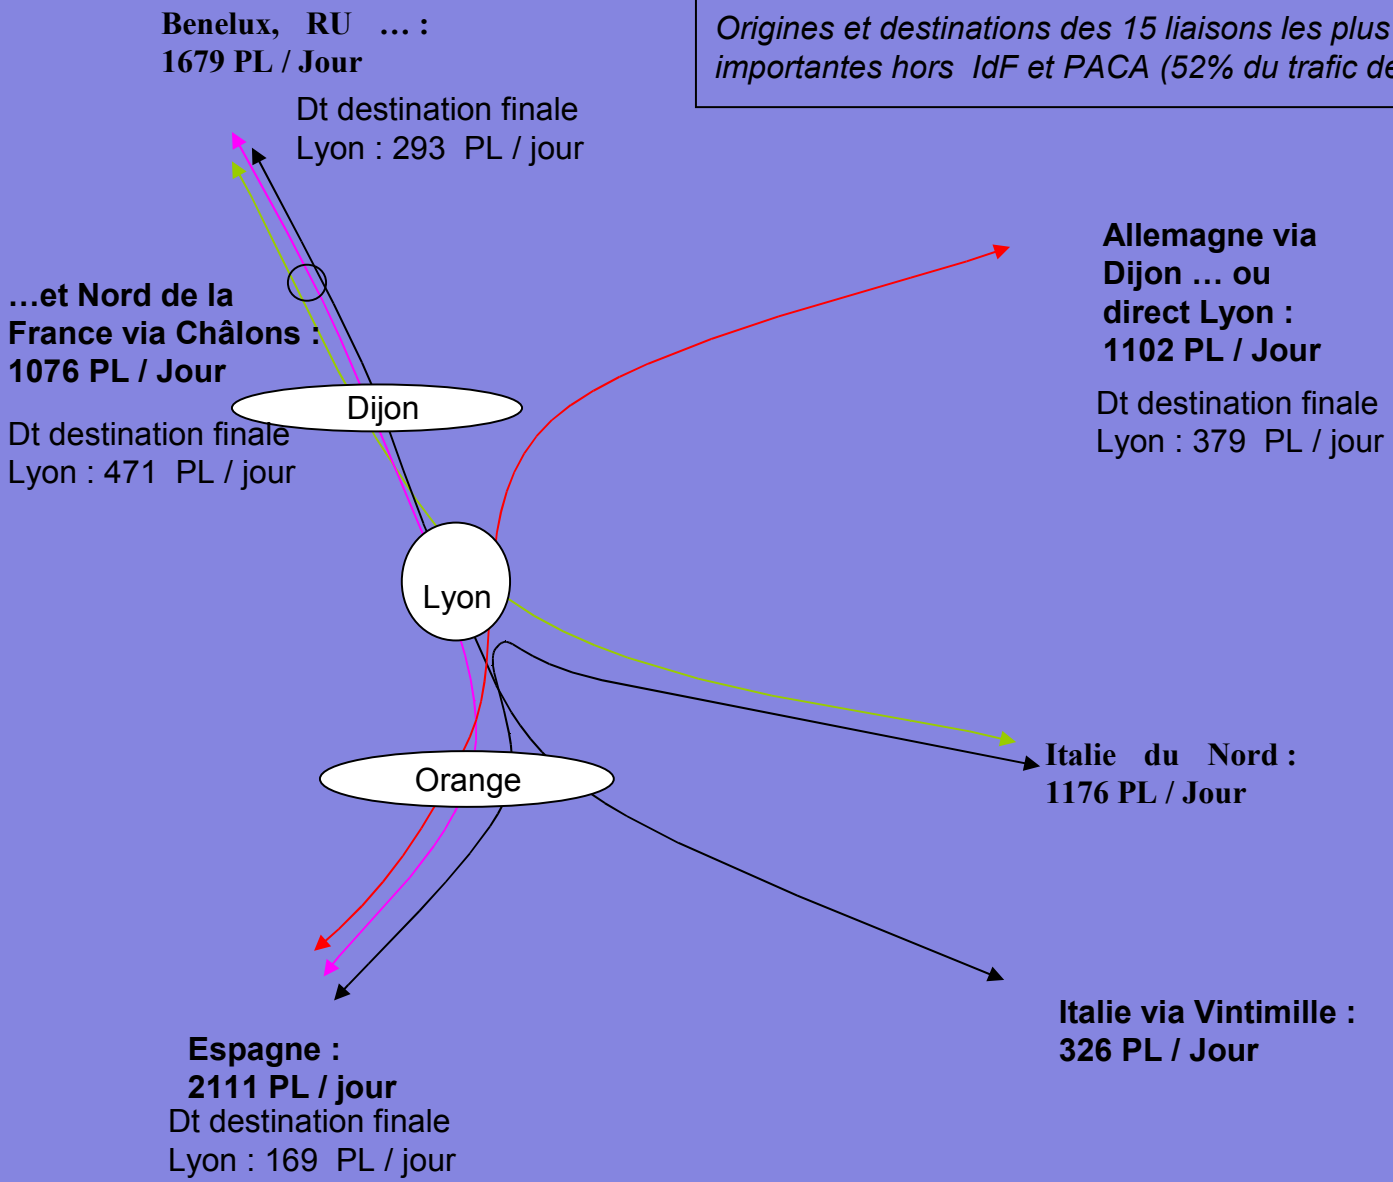 Benelux, RU … :
1679 PL / Jour
Origines et destinations des 15 liaisons les plus
importantes hors IdF et PACA (52% du trafic de
Dt destination finale
Lyon : 293 PL / jour
Allemagne via
Dijon … ou
direct Lyon :
1102 PL / Jour
Dt destination finale
Lyon : 379 PL / jour
…et Nord de la
France via Châlons :
1076 PL / Jour
Dt destination finale
Lyon : 471 PL / jour
Dijon
Lyon
Orange
Italie du Nord :
1176 PL / Jour
Italie via Vintimille :
326 PL / Jour
Espagne :
2111 PL / jour
Dt destination finale
Lyon : 169 PL / jour